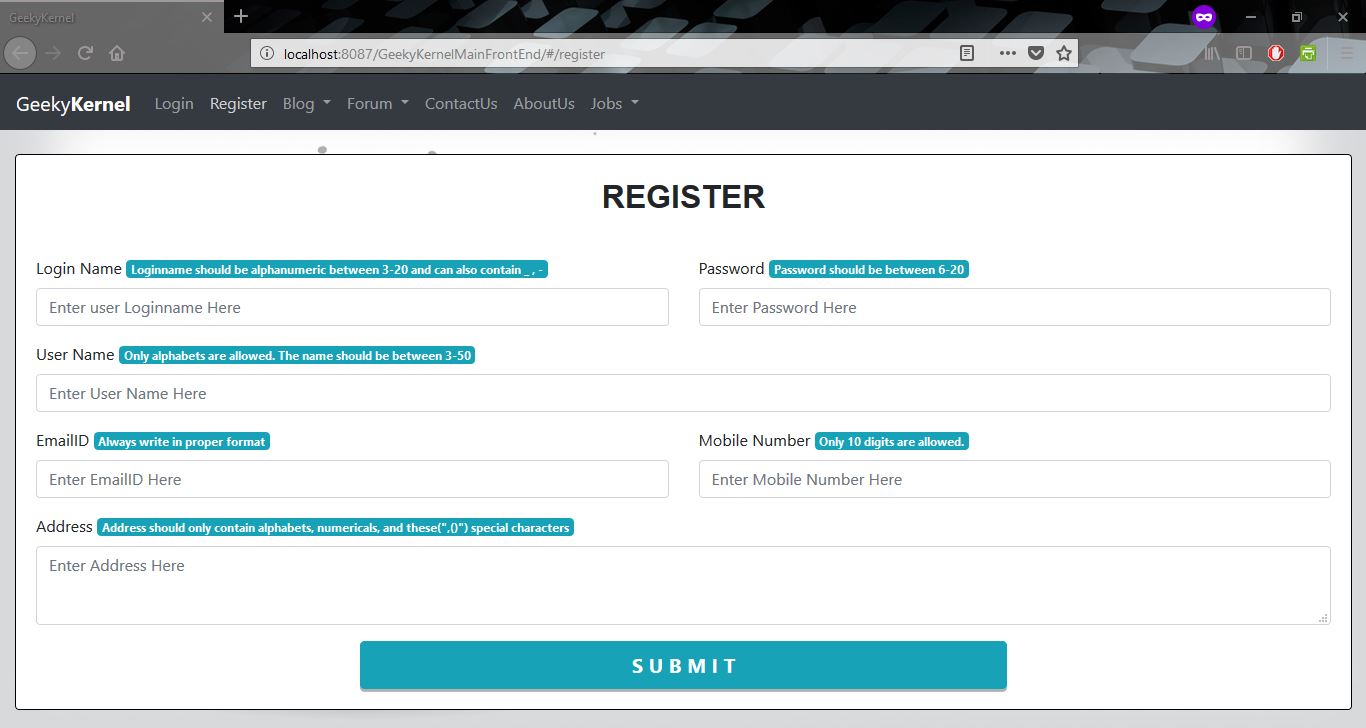 GeekyKernel
localhost:8087/GeekyKernelMainFrontEnd/#/register
GeekyKernel Login Register Blog Forum ContactUs AboutUs Jobs
REGISTER
Login Name Loginname should be alphanumeric between 3-20 and can also contain _ , - Password Password should be between 6-20
Enter user Loginname Here Enter Password Here
User Name Only alphabets are allowed. The name should be between 3-50
Enter User Name Here
EmailID Always write in proper format Mobile Number Only 10 digits are allowed.
Enter EmailID Here Enter Mobile Number Here
Address Address should only contain alphabets, numericals, and these(",()") special characters
Enter Address Here
SUBMIT